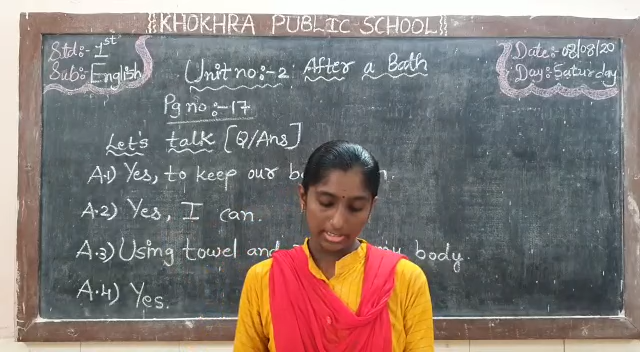 KHOKHRA PUBLIC SCHOOL
Std:- 1st
Sub:- English
Date:- 08/08/20
Day:- Saturday
Unit no:-2 After a Bath
Pg no:-17
Let's talk [Q/Ans]
A.1) Yes, to keep our
A.2) Yes, I can.
A.3) Using towel and my body.
A.4) Yes.